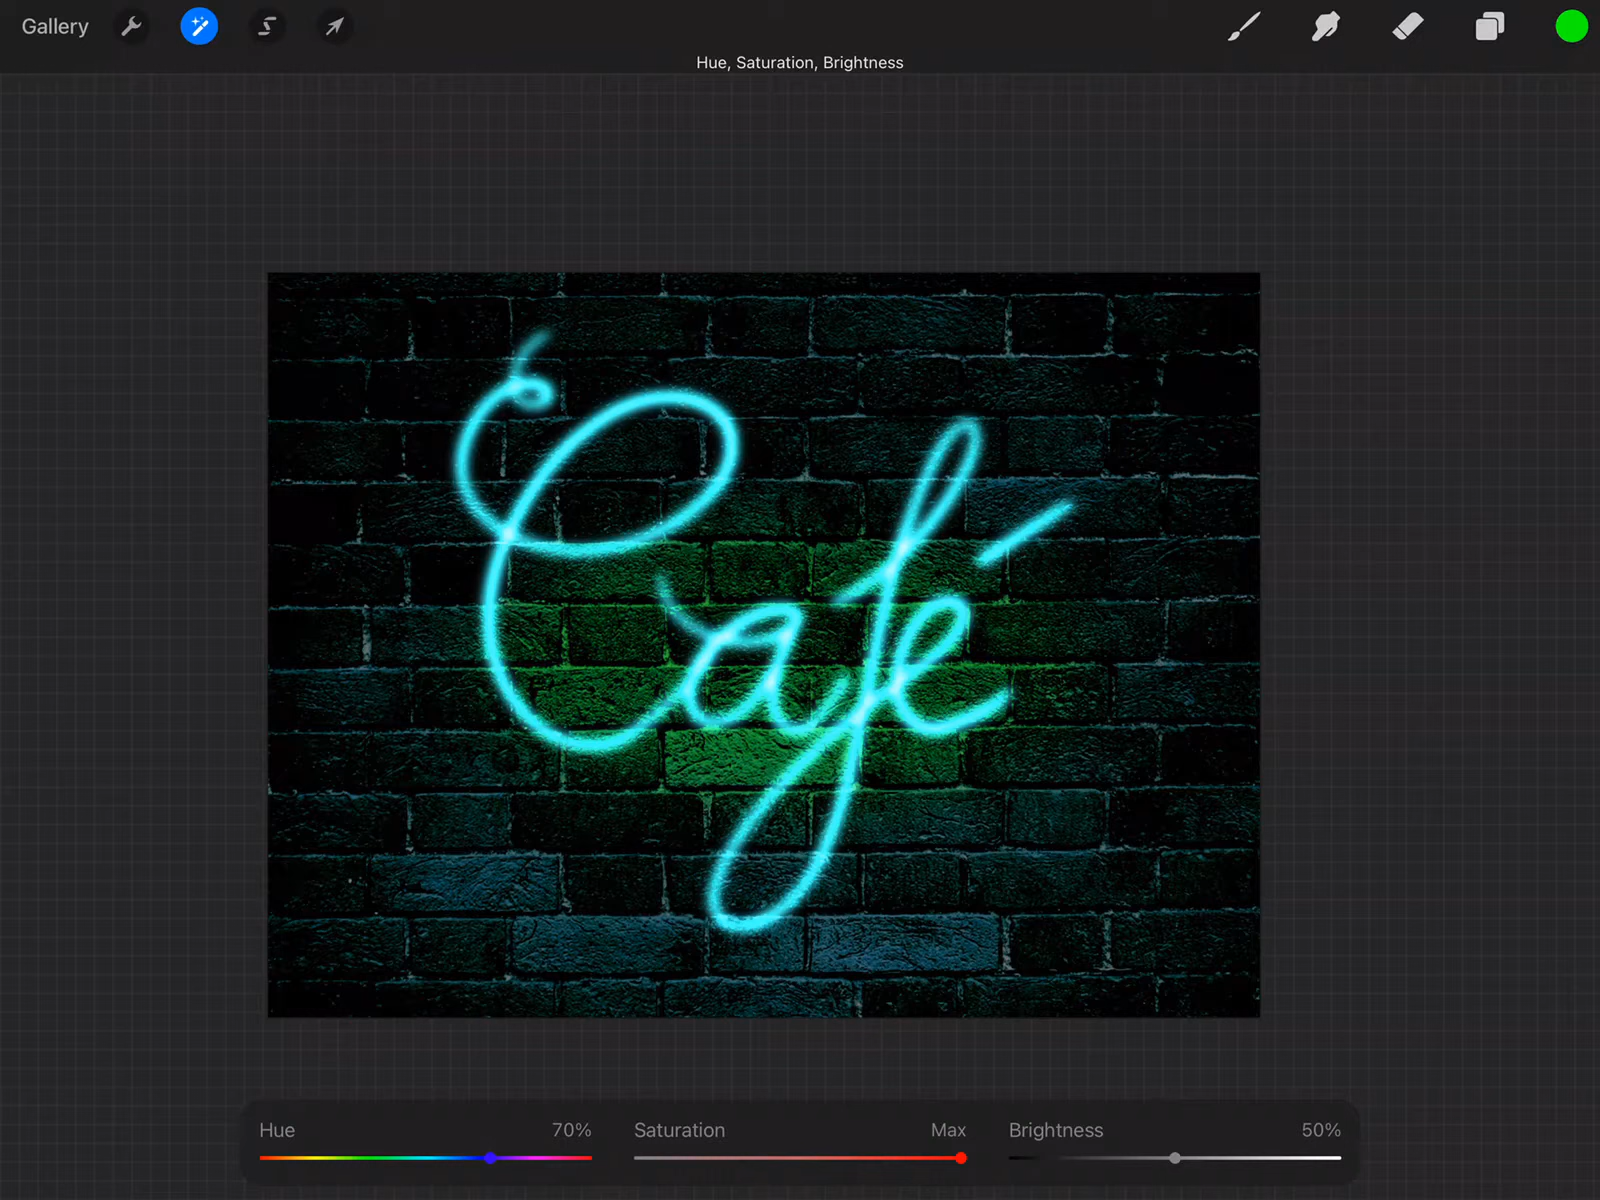 Gallery
Hue, Saturation, Brightness
Café
Hue 70% Saturation Max Brightness 50%